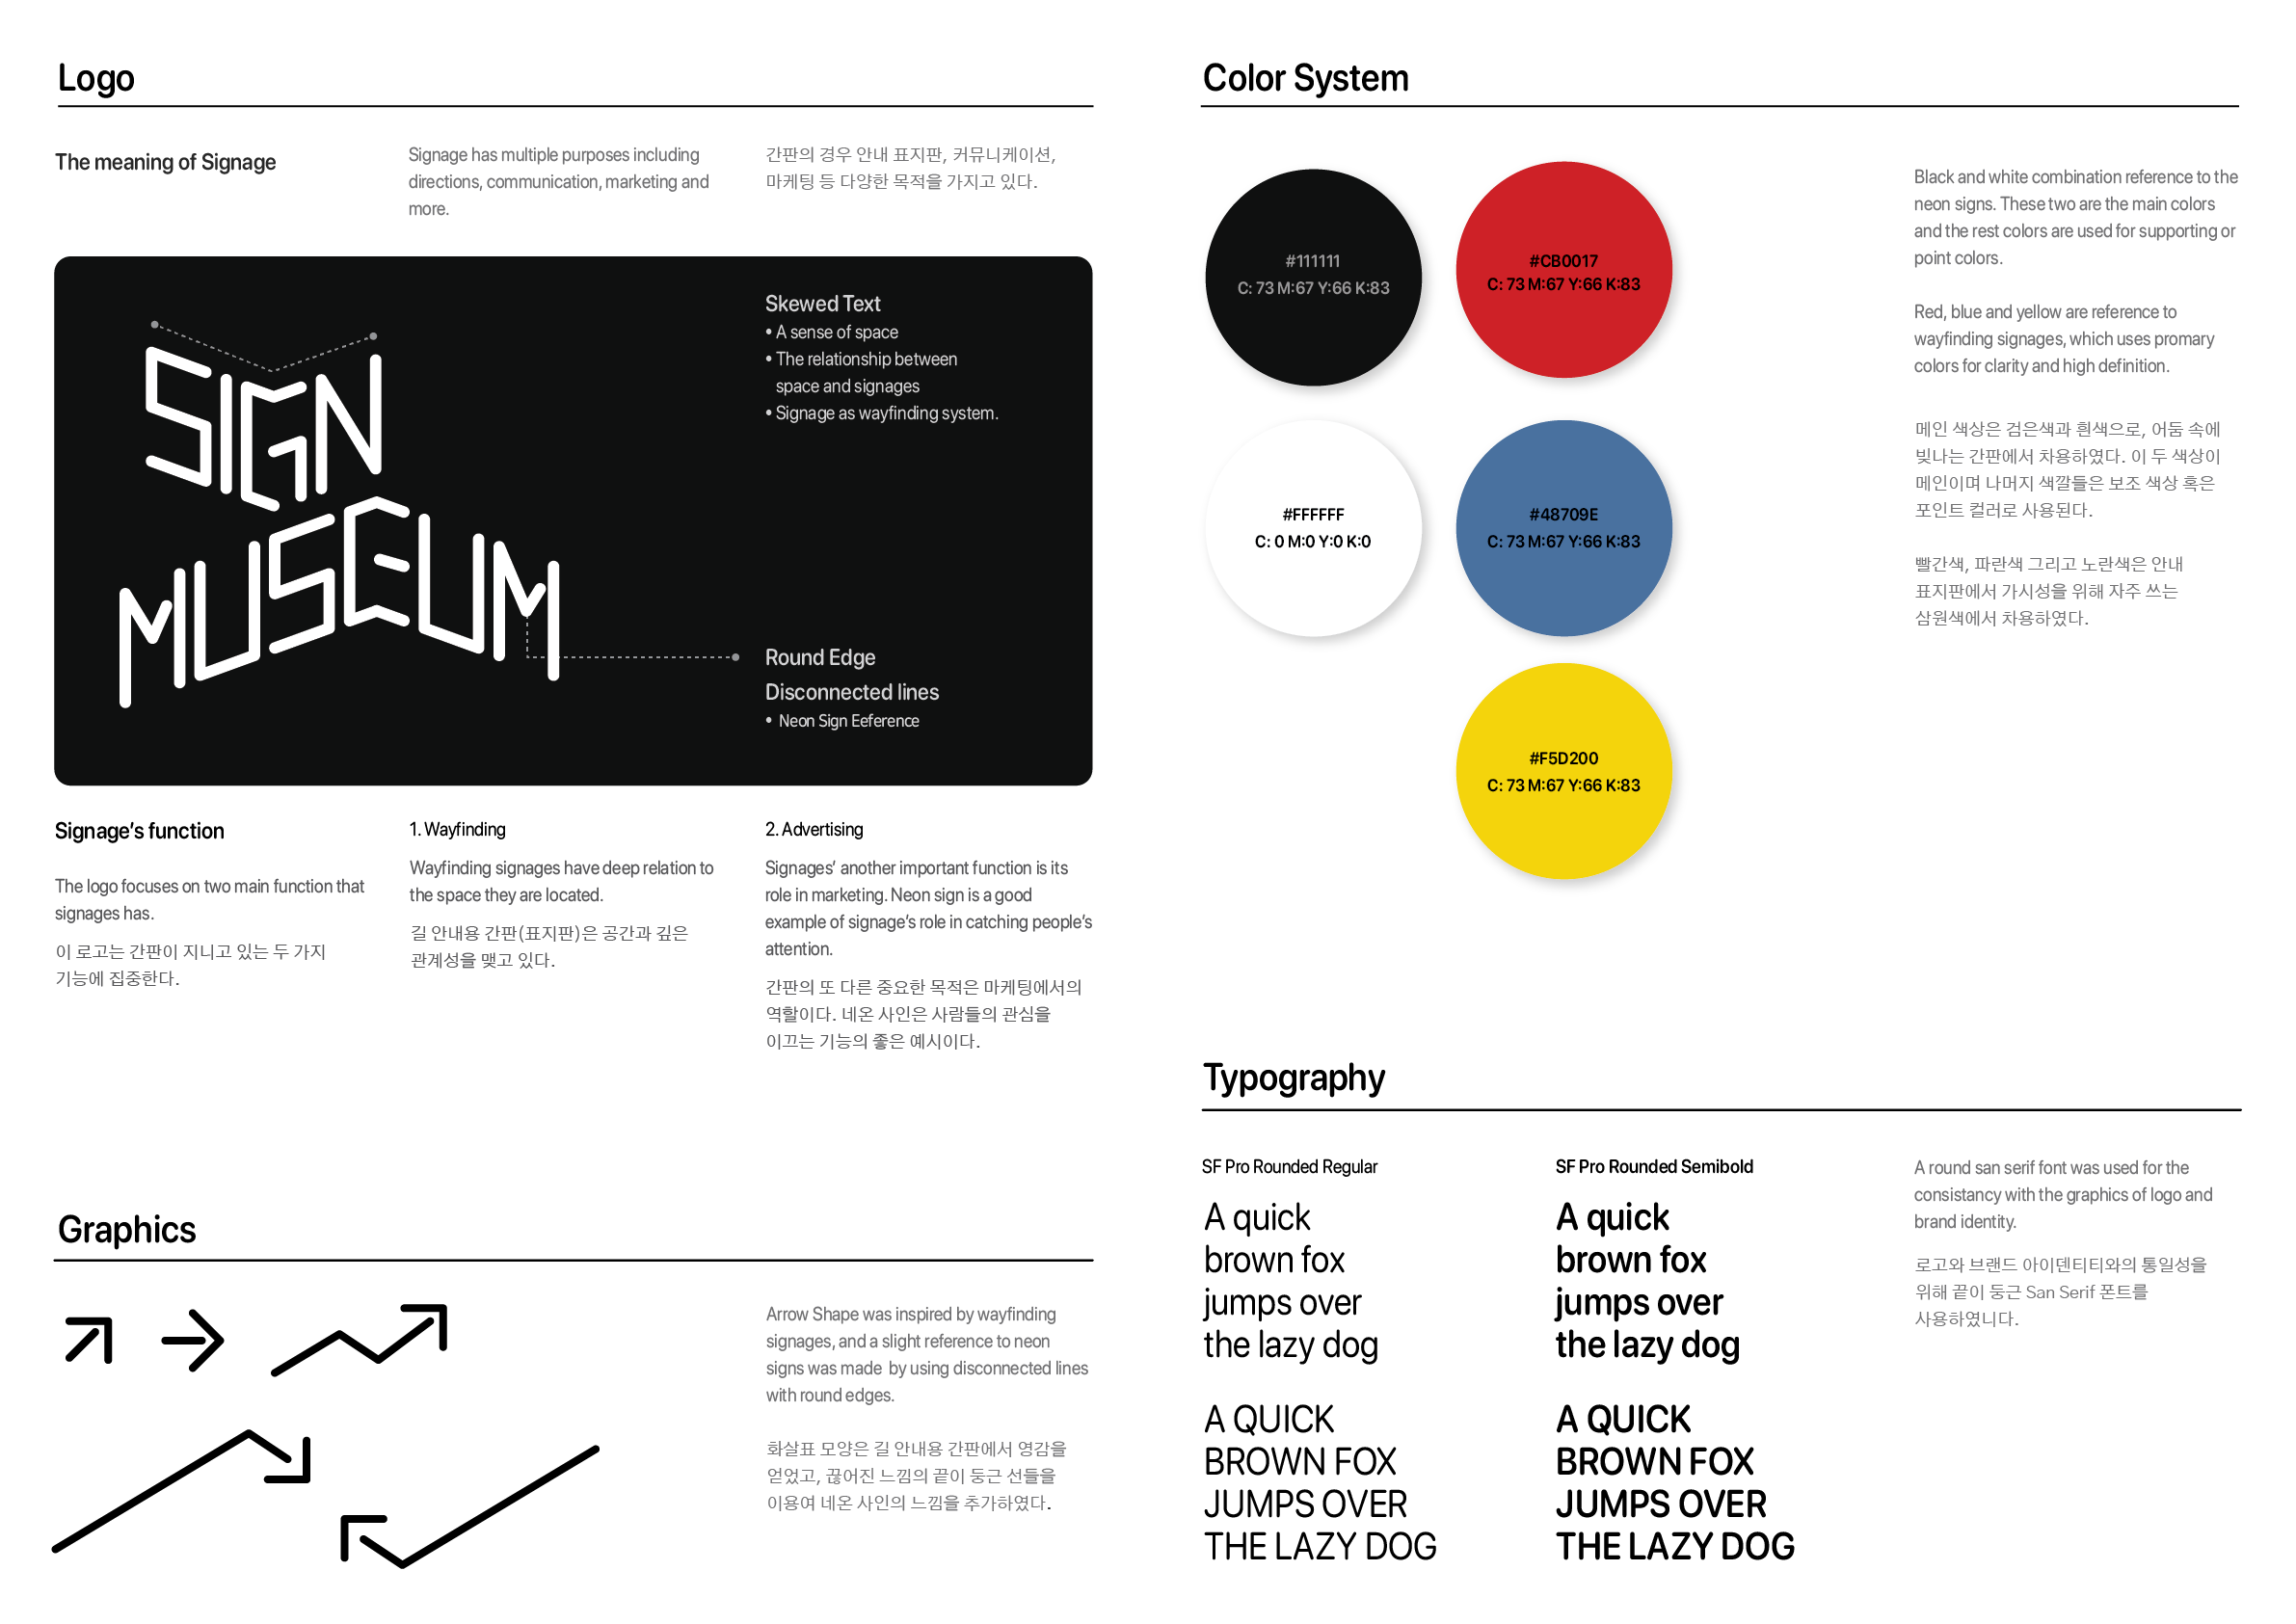 Logo
The meaning of Signage
Signage has multiple purposes including
directions, communication, marketing and
more.
간판의 경우 안내 표지판, 커뮤니케이션,
마케팅 등 다양한 목적을 가지고 있다.
SIGN
MUSEUM
Skewed Text
• A sense of space
• The relationship between
space and signages
• Signage as wayfinding system.
Round Edge
Disconnected lines
• Neon Sign Eeference
Signage's function
The logo focuses on two main function that
signages has.
이 로고는 간판이 지니고 있는 두 가지
기능에 집중한다.
1. Wayfinding
Wayfinding signages have deep relation to
the space they are located.
길 안내용 간판(표지판)은 공간과 깊은
관계성을 맺고 있다.
2. Advertising
Signages' another important function is its
role in marketing. Neon sign is a good
example of signage's role in catching people's
attention.
간판의 또 다른 중요한 목적은 마케팅에서의
역할이다. 네온 사인은 사람들의 관심을
이끄는 기능의 좋은 예시이다.
Graphics
Arrow Shape was inspired by wayfinding
signages, and a slight reference to neon
signs was made by using disconnected lines
with round edges.
화살표 모양은 길 안내용 간판에서 영감을
얻었고, 끊어진 느낌의 끝이 둥근 선들을
이용여 네온 사인의 느낌을 추가하였다.
Color System
#111111
C: 73 M:67 Y:66 K:83
#CB0017
C: 73 M:67 Y:66 K:83
#FFFFFF
C: 0 M:0 Y:0 K:0
#48709E
C: 73 M:67 Y:66 K:83
#F5D200
C: 73 M:67 Y:66 K:83
Black and white combination reference to the
neon signs. These two are the main colors
and the rest colors are used for supporting or
point colors.
Red, blue and yellow are reference to
wayfinding signages, which uses promary
colors for clarity and high definition.
메인 색상은 검은색과 흰색으로, 어둠 속에
빛나는 간판에서 차용하였다. 이 두 색상이
메인이며 나머지 색깔들은 보조 색상 혹은
포인트 컬러로 사용된다.
빨간색, 파란색 그리고 노란색은 안내
표지판에서 가시성을 위해 자주 쓰는
삼원색에서 차용하였다.
Typography
SF Pro Rounded Regular
A quick
brown fox
jumps over
the lazy dog
A QUICK
BROWN FOX
JUMPS OVER
THE LAZY DOG
SF Pro Rounded Semibold
A quick
brown fox
jumps over
the lazy dog
A QUICK
BROWN FOX
JUMPS OVER
THE LAZY DOG
A round san serif font was used for the
consistancy with the graphics of logo and
brand identity.
로고와 브랜드 아이덴티티와의 통일성을
위해 끝이 둥근 San Serif 폰트를
사용하였니다.